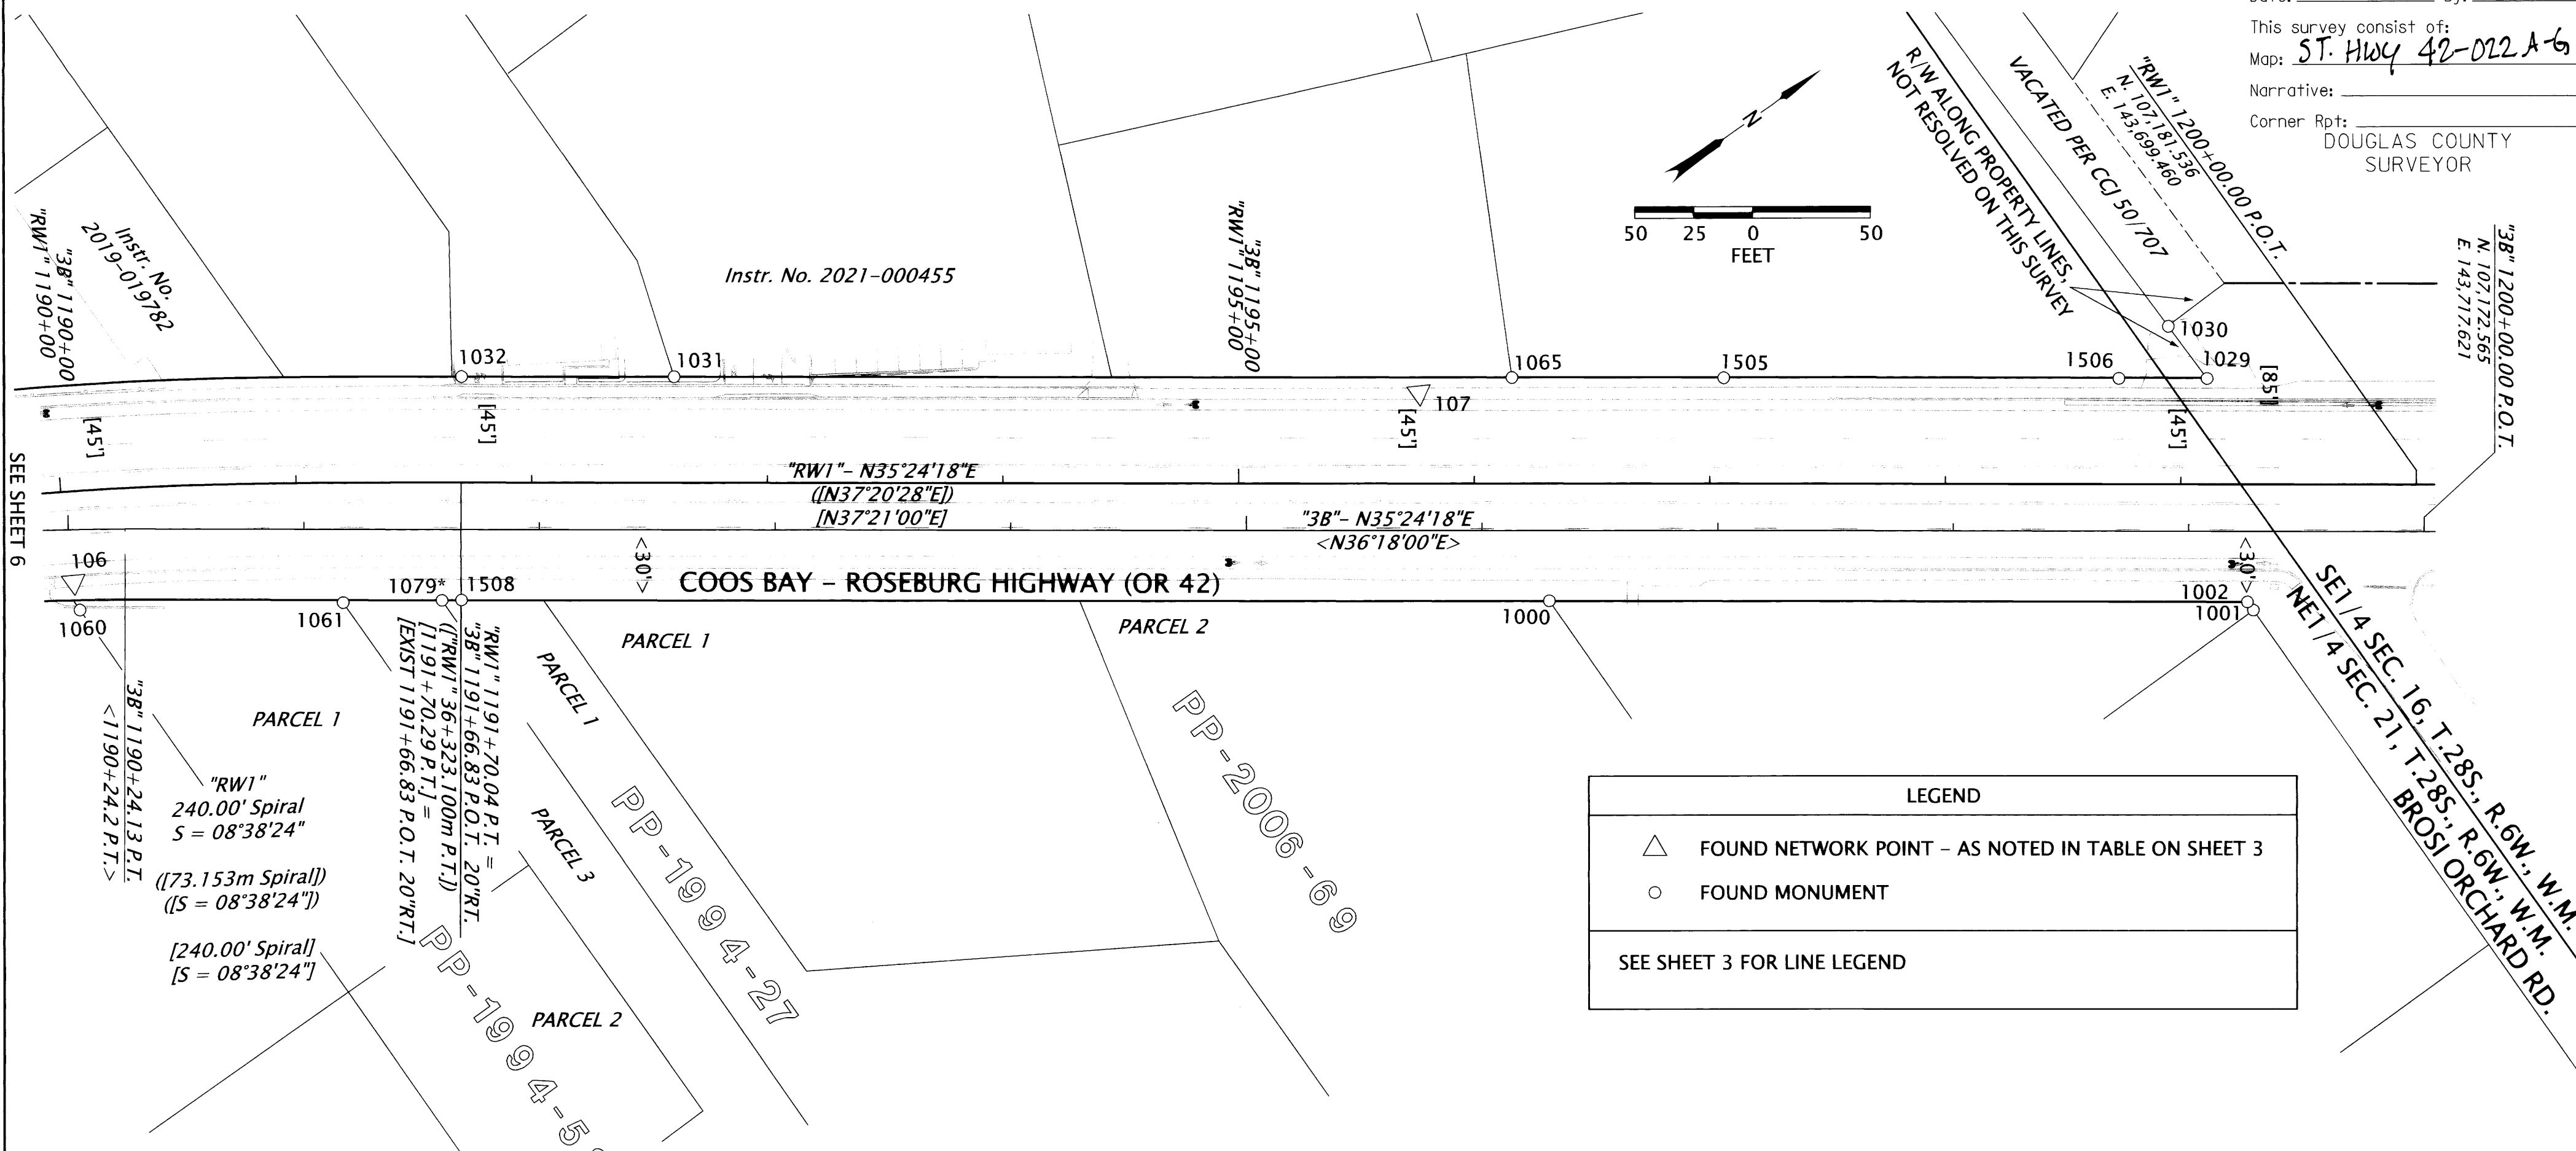 This survey consist of:
Map: ST. HWY 42-022 A-G
Narrative:
Corner Rpt:
DOUGLAS COUNTY
SURVEYOR
"RW1" 1200+00.00 P.O.T.
N. 107,181.536
E. 143,699.460
VACATED PER CCJ 50/707
R/W ALONG PROPERTY LINES,
NOT RESOLVED ON THIS SURVEY
"3B" 1200+00.00 P.O.T.
N. 107,172.565
E. 143,717.621
N
50 25 0 50
FEET
Instr. No.
2019-019782
"3B" 1190+00
"RW1" 1190+00
Instr. No. 2021-000455
"3B" 1195+00
"RW1" 1195+00
1032
1031
1065
1505
1506
1029
1030
107
[45']
[45']
[45']
[45']
[85']
SEE SHEET 6
"RW1"- N35°24'18"E
([N37°20'28"E])
[N37°21'00"E]
"3B"- N35°24'18"E
<N36°18'00"E>
106
1060
1061
1079*
1508
<30'>
COOS BAY - ROSEBURG HIGHWAY (OR 42)
1000
1002
1001
<30'>
PARCEL 1
PARCEL 2
PARCEL 1
PARCEL 1
PARCEL 3
PARCEL 2
"3B" 1190+24.13 P.T.
<1190+24.2 P.T.>
"RW1" 1191+70.04 P.T. =
"3B" 1191+66.83 P.O.T. 20"RT.
(["RW1" 36+323.100m P.T.])
[1191+70.29 P.T.] =
[EXIST 1191+66.83 P.O.T. 20"RT.]
"RW1"
240.00' Spiral
S = 08°38'24"
([73.153m Spiral])
([S = 08°38'24"])
[240.00' Spiral]
[S = 08°38'24"]
PP-1994-27
PP-2006-69
PP-1994-5
SE1/4 SEC. 16, T.28S., R.6W., W.M.
NE1/4 SEC. 21, T.28S., R.6W., W.M.
BROSI ORCHARD RD.
LEGEND
FOUND NETWORK POINT - AS NOTED IN TABLE ON SHEET 3
FOUND MONUMENT
SEE SHEET 3 FOR LINE LEGEND